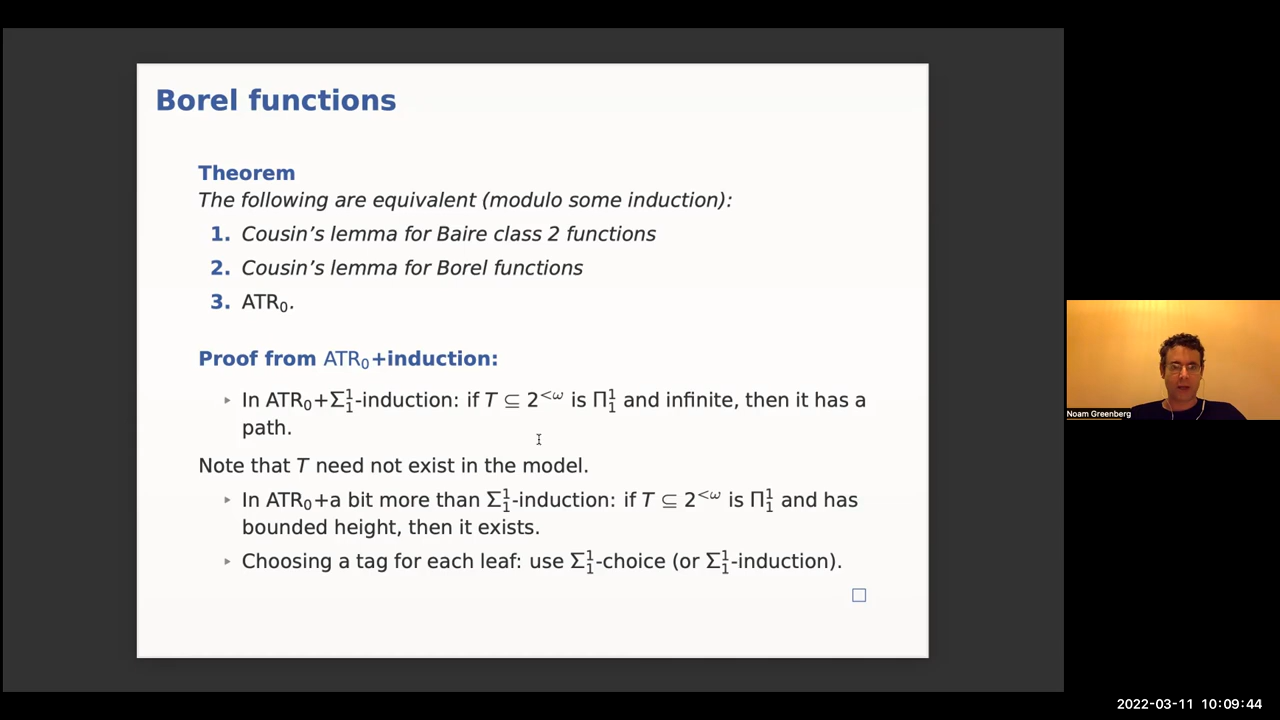 Borel functions
Theorem
The following are equivalent (modulo some induction):
1. Cousin's lemma for Baire class 2 functions
2. Cousin's lemma for Borel functions
3. ATR₀.
Proof from ATR₀+induction:
▸ In ATR₀+Σ¹₁-induction: if T ⊆ 2^{<ω} is Π¹₁ and infinite, then it has a
path.
Note that T need not exist in the model.
▸ In ATR₀+a bit more than Σ¹₁-induction: if T ⊆ 2^{<ω} is Π¹₁ and has
bounded height, then it exists.
▸ Choosing a tag for each leaf: use Σ¹₁-choice (or Σ¹₁-induction).
□
Noam Greenberg
2022-03-11 10:09:44